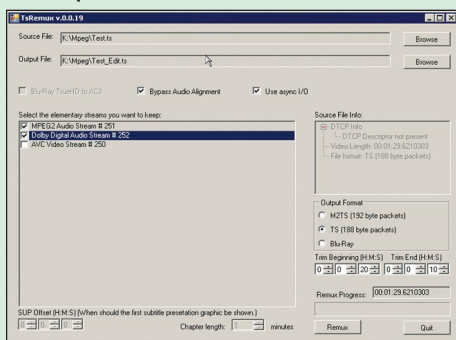 TsRemux v.0.0.19
Source File: K:\Mpeg\Test.ts Browse
Output File: K:\Mpeg\Test_Edit.ts Browse
Blu-Ray TrueHD to AC3 Bypass Audio Alignment Use async I/O
Select the elementary streams you want to keep:
MPEG2 Audio Stream # 251
Dolby Digital Audio Stream # 252
AVC Video Stream # 250
Source File Info:
DTCP Info
DTCP Descriptor not present
Video Length: 00:01:29.6210303
File format: TS (188 byte packets)
Output Format
M2TS (192 byte packets)
TS (188 byte packets)
Blu-Ray
Trim Beginning (H:M:S) Trim End (H:M:S)
0 0 20 0 0 10
Remux Progress: 00:01:29.6210303
SUP Offset (H:M:S) (When should the first subtitle presetation graphic be shown.)
0 0 0 Chapter length: 5 minutes
Remux Quit